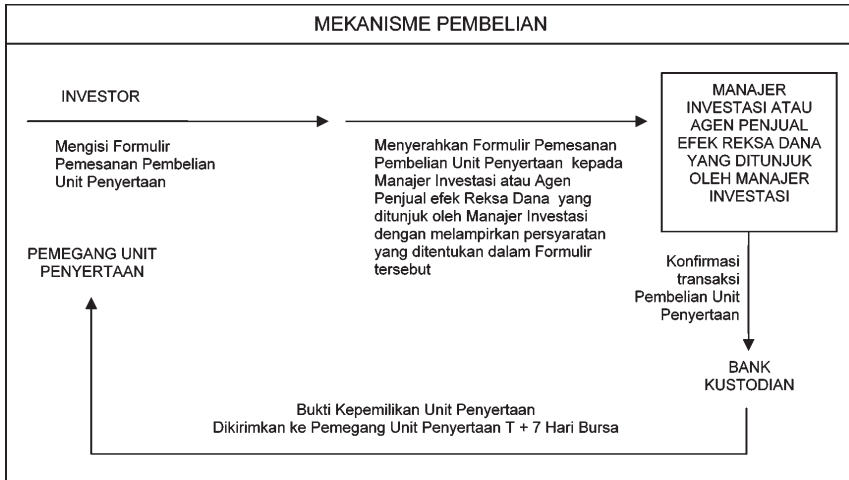 MEKANISME PEMBELIAN
INVESTOR
Mengisi Formulir
Pemesanan Pembelian
Unit Penyertaan
Menyerahkan Formulir Pemesanan
Pembelian Unit Penyertaan kepada
Manajer Investasi atau Agen
Penjual efek Reksa Dana yang
ditunjuk oleh Manajer Investasi
dengan melampirkan persyaratan
yang ditentukan dalam Formulir
tersebut
MANAJER
INVESTASI ATAU
AGEN PENJUAL
EFEK REKSA DANA
YANG DITUNJUK
OLEH MANAJER
INVESTASI
Konfirmasi
transaksi
Pembelian Unit
Penyertaan
BANK
KUSTODIAN
Bukti Kepemilikan Unit Penyertaan
Dikirimkan ke Pemegang Unit Penyertaan T + 7 Hari Bursa
PEMEGANG UNIT
PENYERTAAN